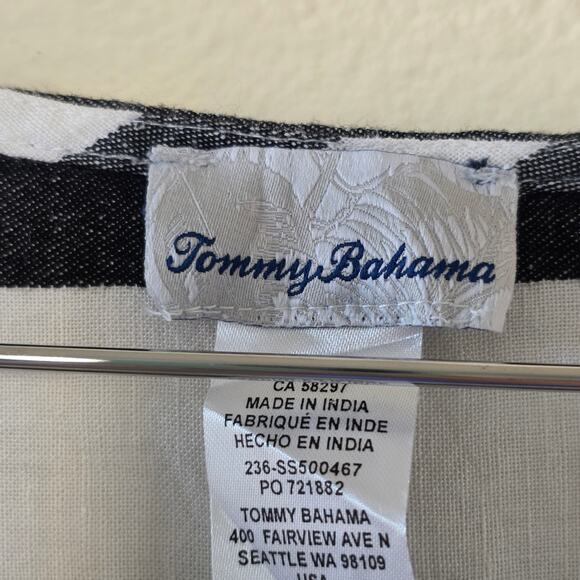 Tommy Bahama
CA 58297
MADE IN INDIA
FABRIQUÉ EN INDE
HECHO EN INDIA
236-SS500467
PO 721882
TOMMY BAHAMA
400 FAIRVIEW AVE N
SEATTLE WA 98109
USA